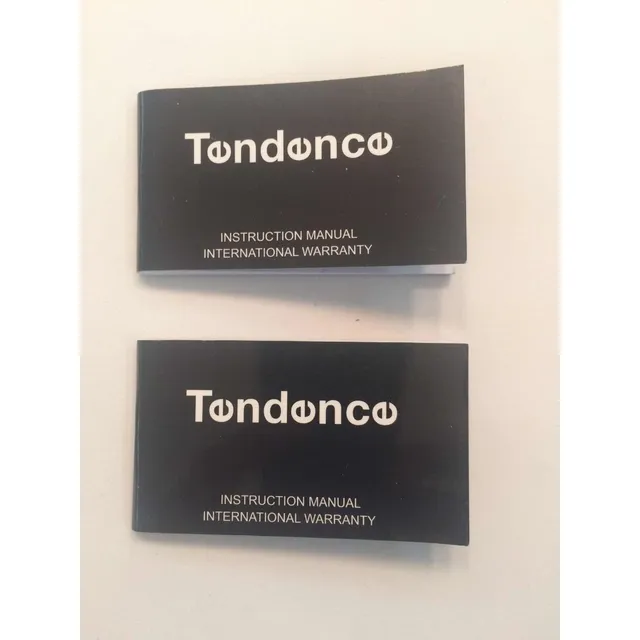 Tendence
INSTRUCTION MANUAL
INTERNATIONAL WARRANTY
Tendence
INSTRUCTION MANUAL
INTERNATIONAL WARRANTY